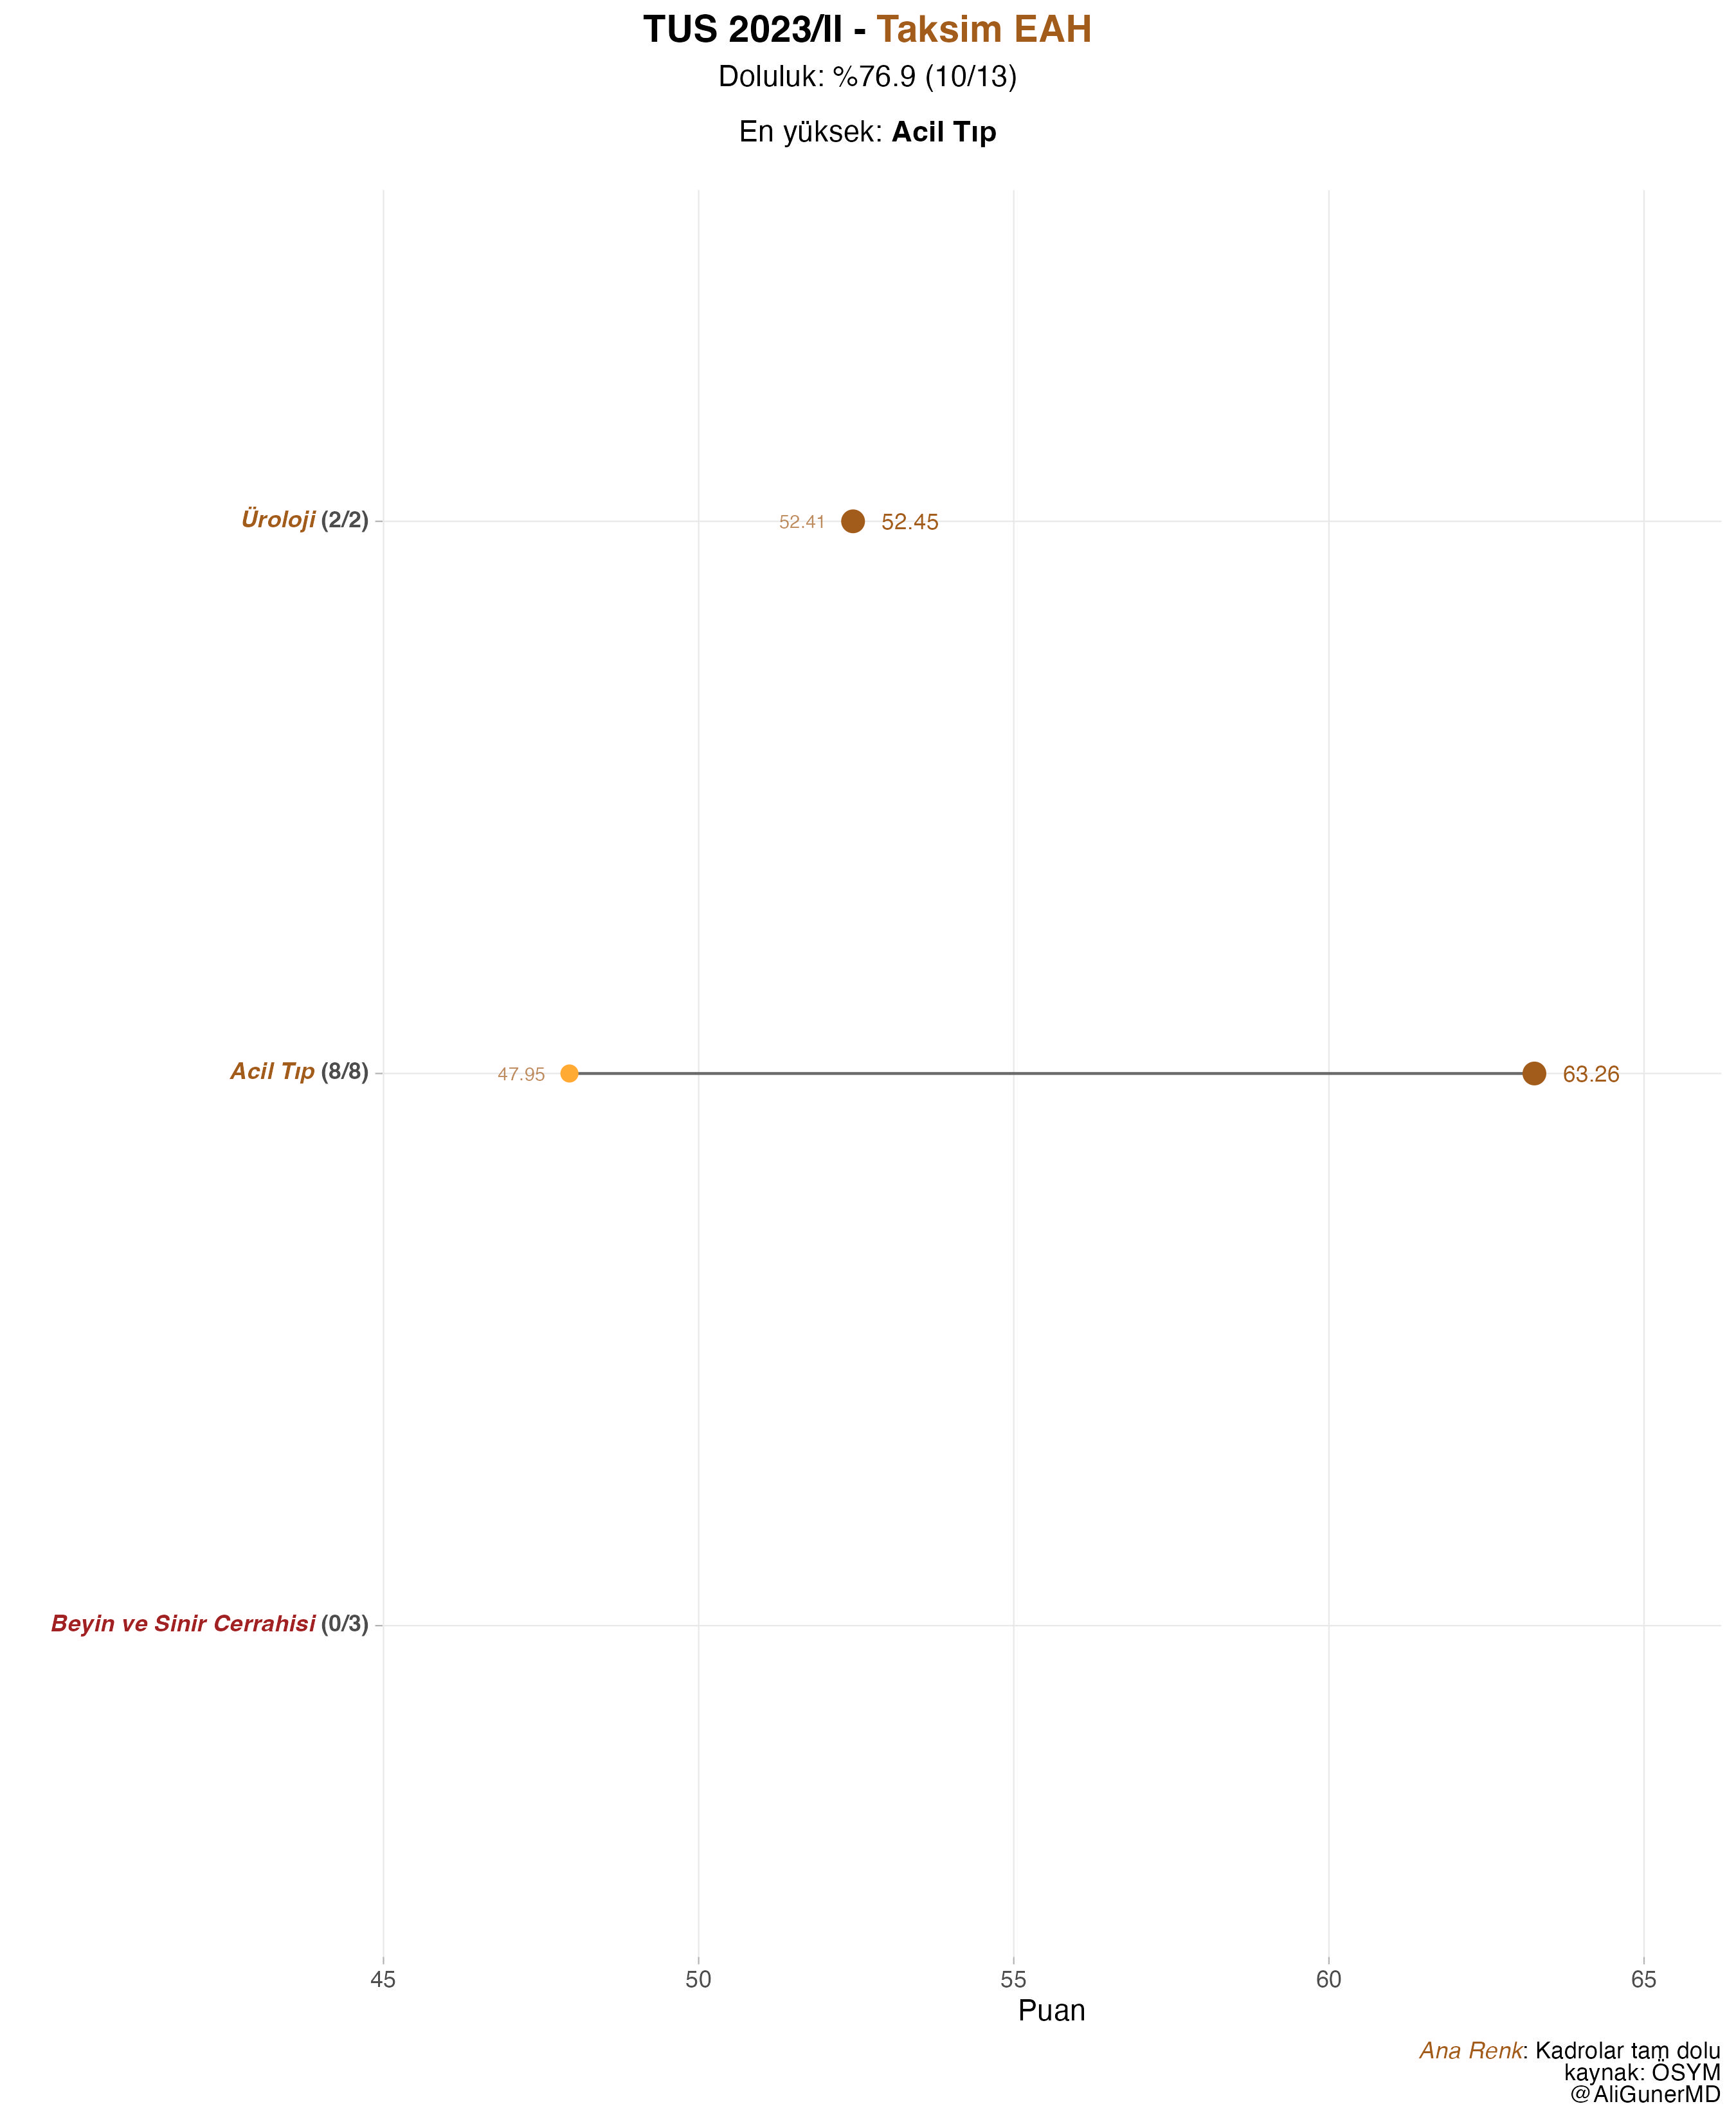 TUS 2023/II - Taksim EAH
Doluluk: %76.9 (10/13)
En yüksek: Acil Tıp
Üroloji (2/2)
52.41
52.45
Acil Tıp (8/8)
47.95
63.26
Beyin ve Sinir Cerrahisi (0/3)
45
50
55
60
65
Puan
Ana Renk: Kadrolar tam dolu
kaynak: ÖSYM
@AliGunerMD